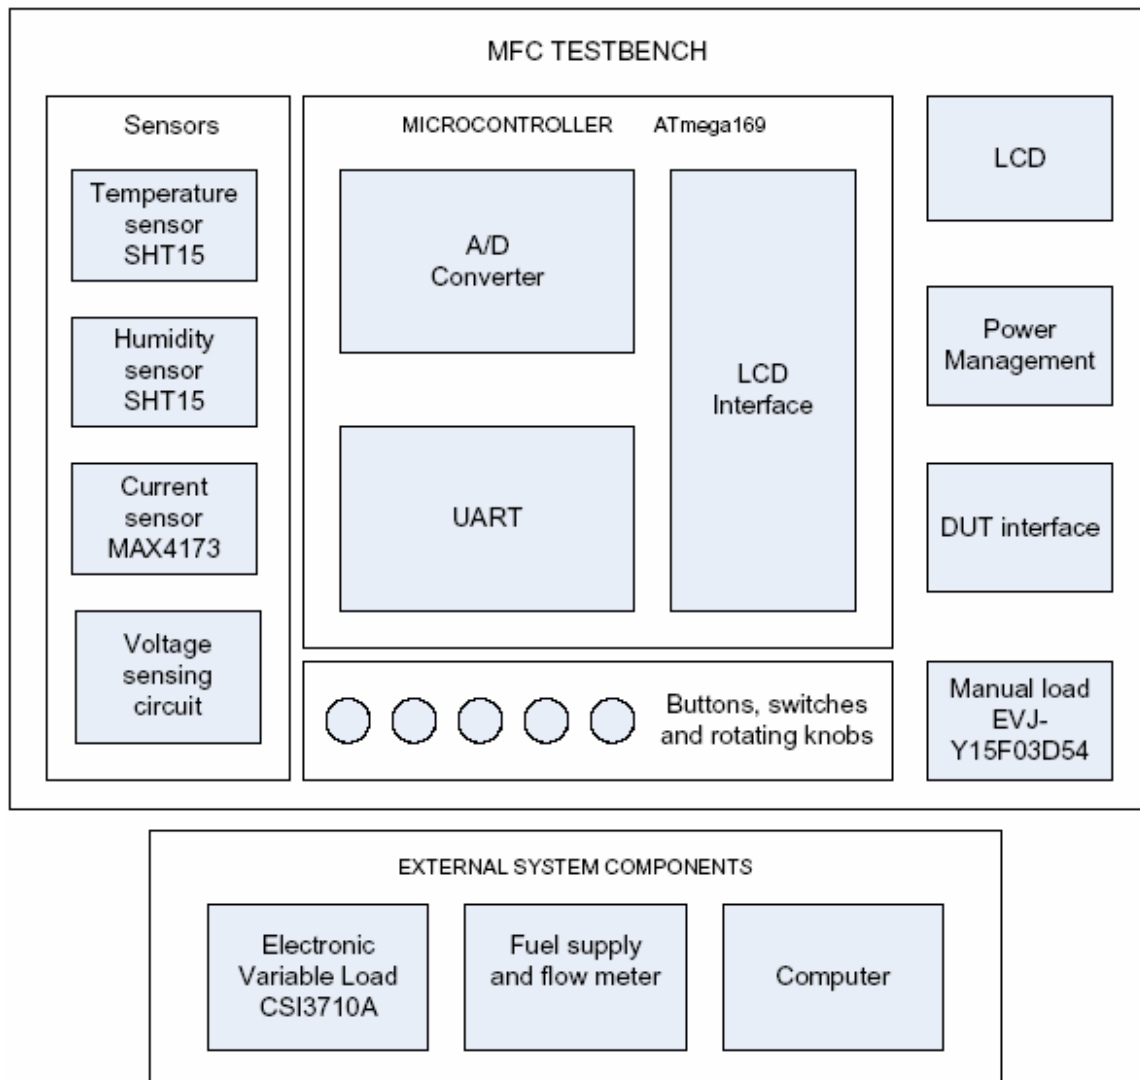 MFC TESTBENCH
Sensors
Temperature
sensor
SHT15
Humidity
sensor
SHT15
Current
sensor
MAX4173
Voltage
sensing
circuit
MICROCONTROLLER ATmega169
A/D
Converter
UART
LCD
Interface
Buttons, switches
and rotating knobs
LCD
Power
Management
DUT interface
Manual load
EVJ-
Y15F03D54
EXTERNAL SYSTEM COMPONENTS
Electronic
Variable Load
CSI3710A
Fuel supply
and flow meter
Computer